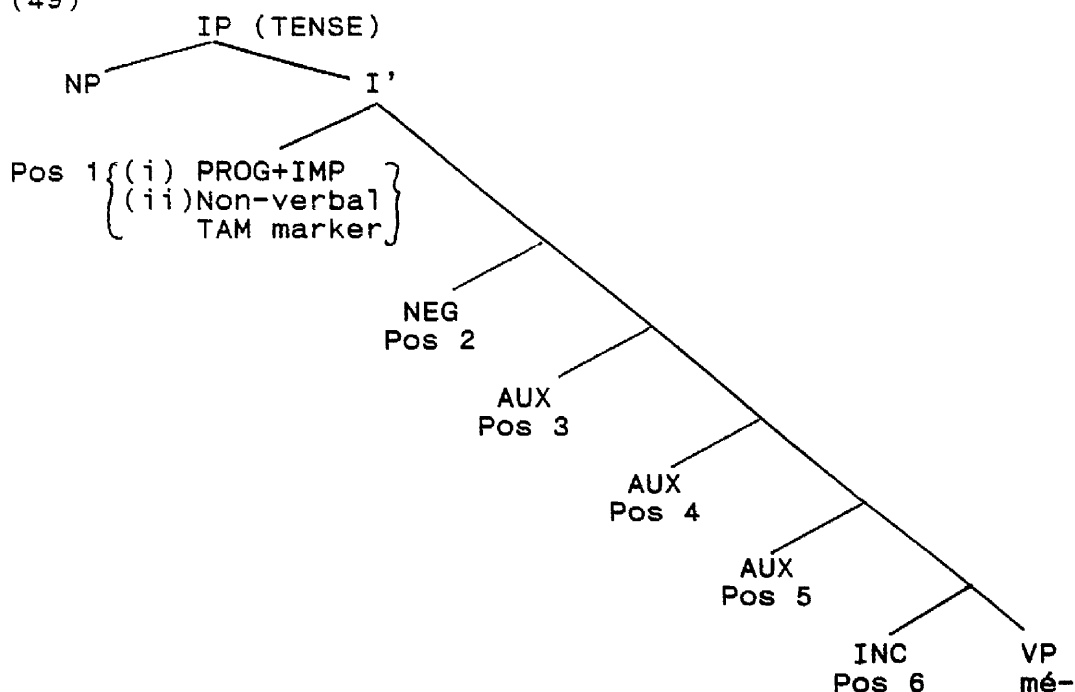 (49)
IP (TENSE)
NP I'
Pos 1 {(i) PROG+IMP
(ii)Non-verbal
TAM marker}
NEG
Pos 2
AUX
Pos 3
AUX
Pos 4
AUX
Pos 5
INC VP
Pos 6 mé-